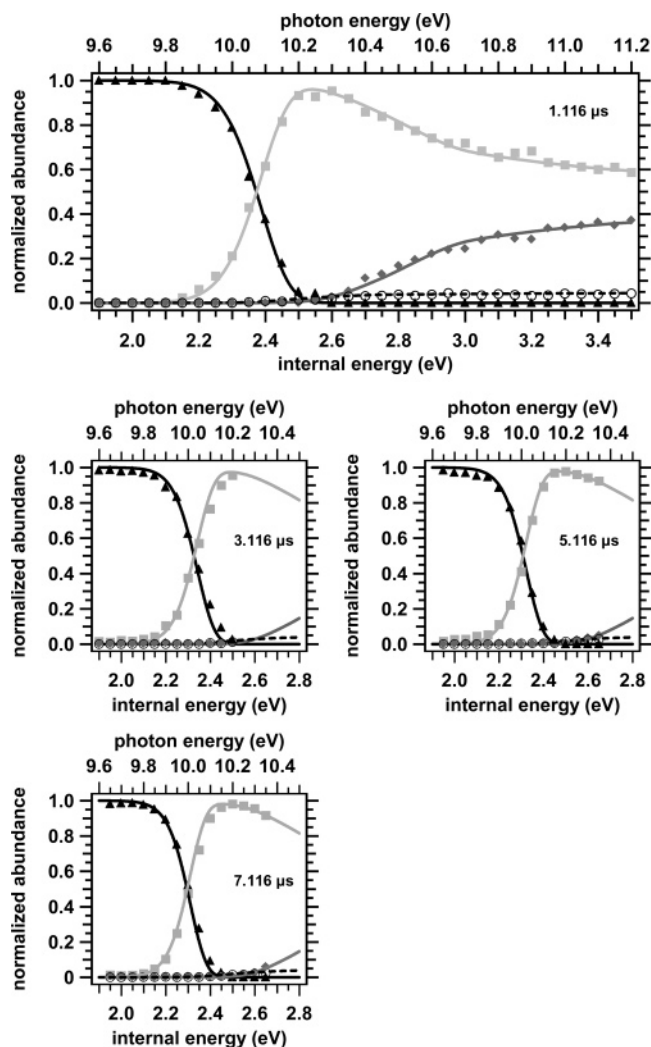 photon energy (eV)
9.6 9.8 10.0 10.2 10.4 10.6 10.8 11.0 11.2
normalized abundance
1.0
0.8
0.6
0.4
0.2
0.0
1.116 μs
2.0 2.2 2.4 2.6 2.8 3.0 3.2 3.4
internal energy (eV)
photon energy (eV)
9.6 9.8 10.0 10.2 10.4
normalized abundance
1.0
0.8
0.6
0.4
0.2
0.0
3.116 μs
2.0 2.2 2.4 2.6 2.8
internal energy (eV)
photon energy (eV)
9.6 9.8 10.0 10.2 10.4
normalized abundance
1.0
0.8
0.6
0.4
0.2
0.0
5.116 μs
2.0 2.2 2.4 2.6 2.8
internal energy (eV)
photon energy (eV)
9.6 9.8 10.0 10.2 10.4
normalized abundance
1.0
0.8
0.6
0.4
0.2
0
7.116 μs
2.0 2.2 2.4 2.6 2.8
internal energy (eV)